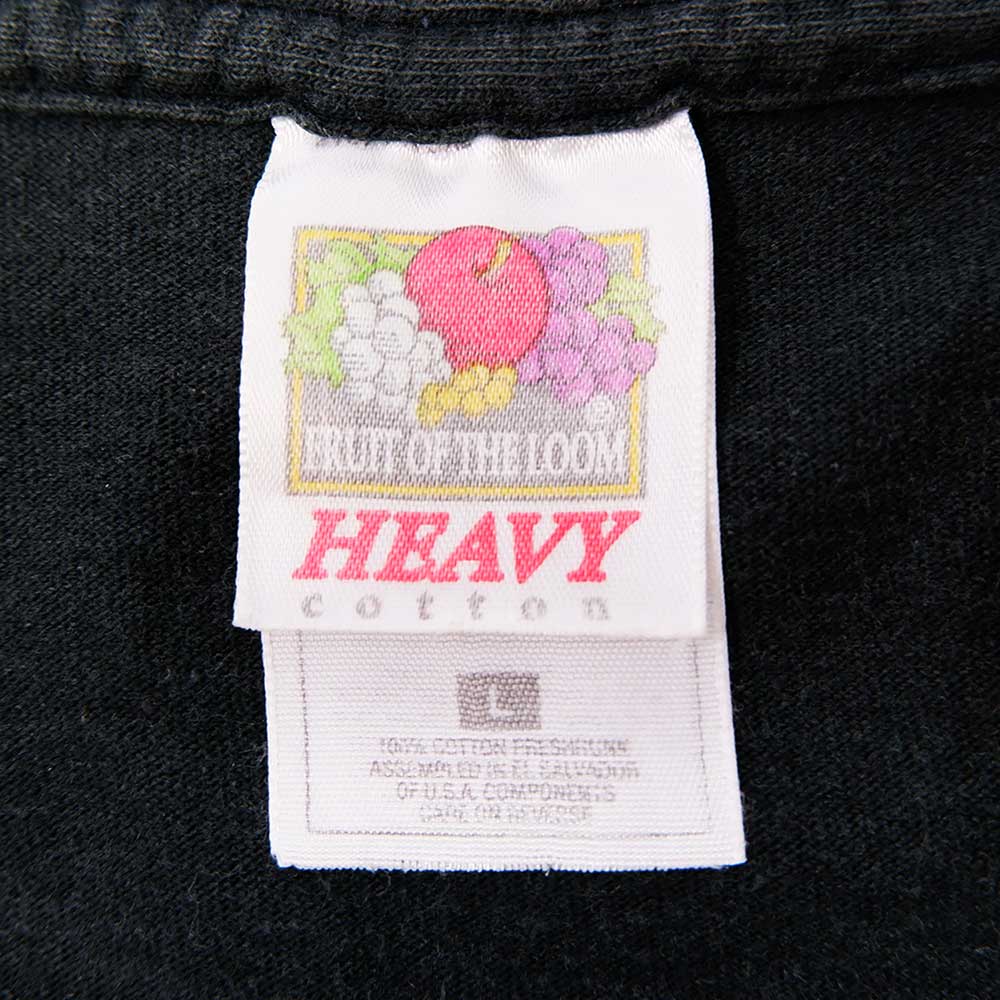 FRUIT OF THE LOOM
®
HEAVY
cotton
L
100% COTTON PRESHRUNK
ASSEMBLED IN EL SALVADOR
OF U.S.A. COMPONENTS
CARE ON REVERSE